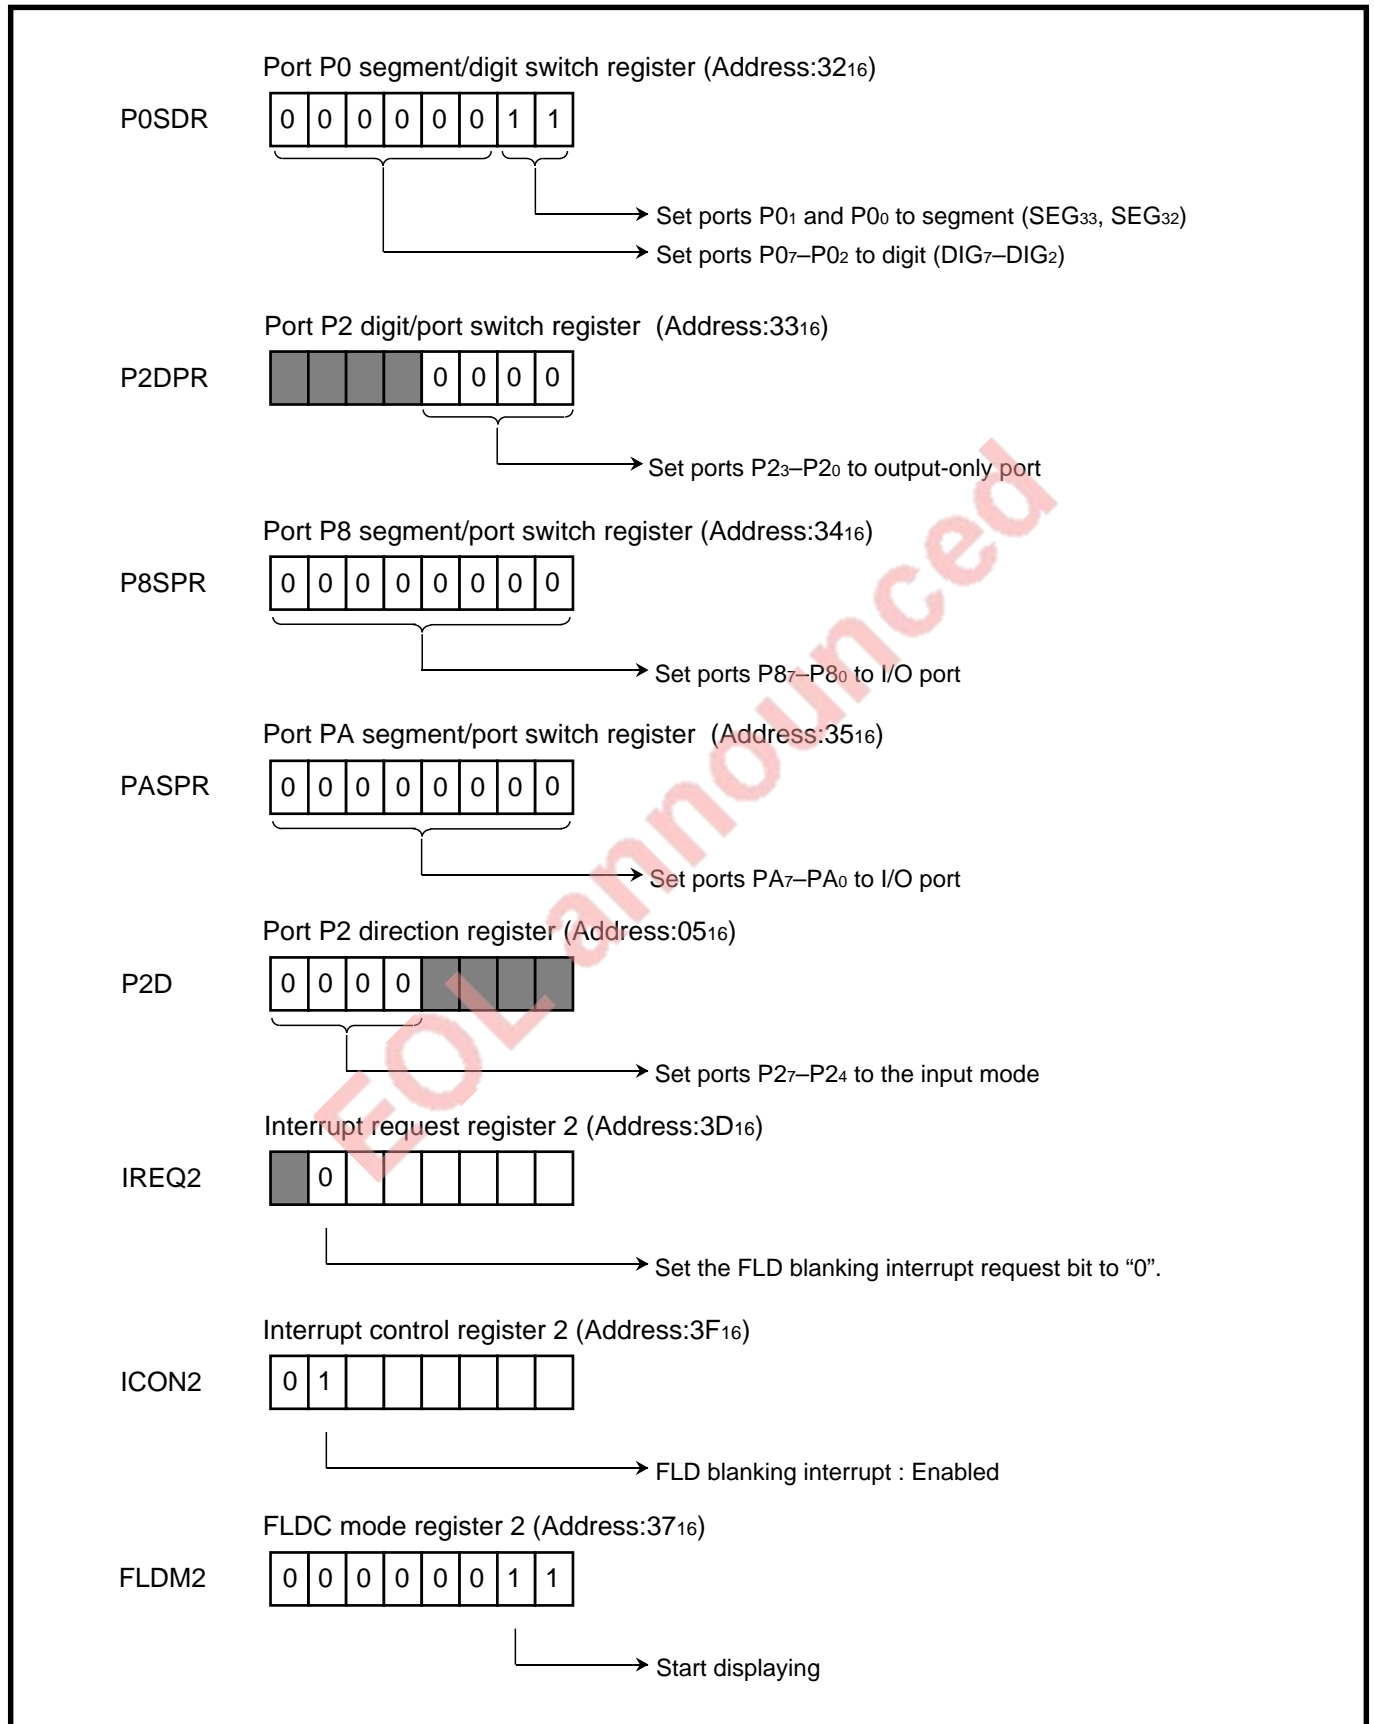 Port P0 segment/digit switch register (Address:3216)
P0SDR 0 0 0 0 0 0 1 1
Set ports P01 and P00 to segment (SEG33, SEG32)
Set ports P07–P02 to digit (DIG7–DIG2)
Port P2 digit/port switch register (Address:3316)
P2DPR 0 0 0 0
Set ports P23–P20 to output-only port
Port P8 segment/port switch register (Address:3416)
P8SPR 0 0 0 0 0 0 0 0
Set ports P87–P80 to I/O port
Port PA segment/port switch register (Address:3516)
PASPR 0 0 0 0 0 0 0 0
Set ports PA7–PA0 to I/O port
Port P2 direction register (Address:0516)
P2D 0 0 0 0
Set ports P27–P24 to the input mode
Interrupt request register 2 (Address:3D16)
IREQ2 0
Set the FLD blanking interrupt request bit to “0”.
Interrupt control register 2 (Address:3F16)
ICON2 0 1
FLD blanking interrupt : Enabled
FLDC mode register 2 (Address:3716)
FLDM2 0 0 0 0 0 0 1 1
Start displaying
EOL announced